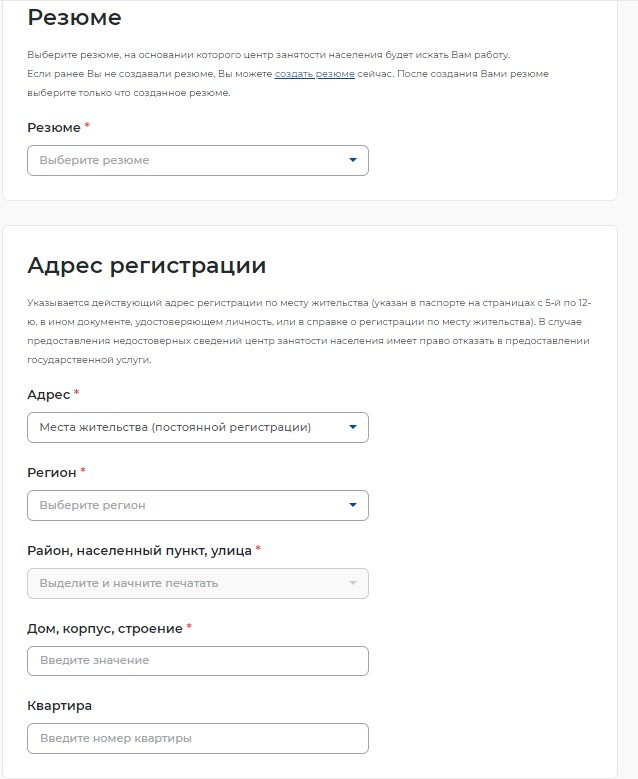 Резюме
Выберите резюме, на основании которого центр занятости населения будет искать Вам работу.
Если ранее Вы не создавали резюме, Вы можете создать резюме сейчас. После создания Вами резюме
выберите только что созданное резюме.
Резюме *
Выберите резюме
Адрес регистрации
Указывается действующий адрес регистрации по месту жительства (указан в паспорте на страницах с 5-й по 12-
ю, в ином документе, удостоверяющем личность, или в справке о регистрации по месту жительства). В случае
предоставления недостоверных сведений центр занятости населения имеет право отказать в предоставлении
государственной услуги.
Адрес *
Места жительства (постоянной регистрации)
Регион *
Выберите регион
Район, населенный пункт, улица *
Выделите и начните печатать
Дом, корпус, строение *
Введите значение
Квартира
Введите номер квартиры